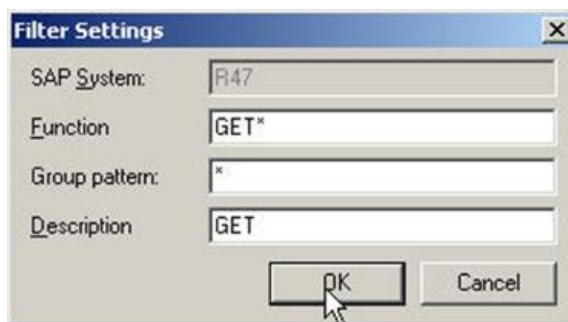 Filter Settings
SAP System: R47
Function GET*
Group pattern: *
Description GET
OK Cancel